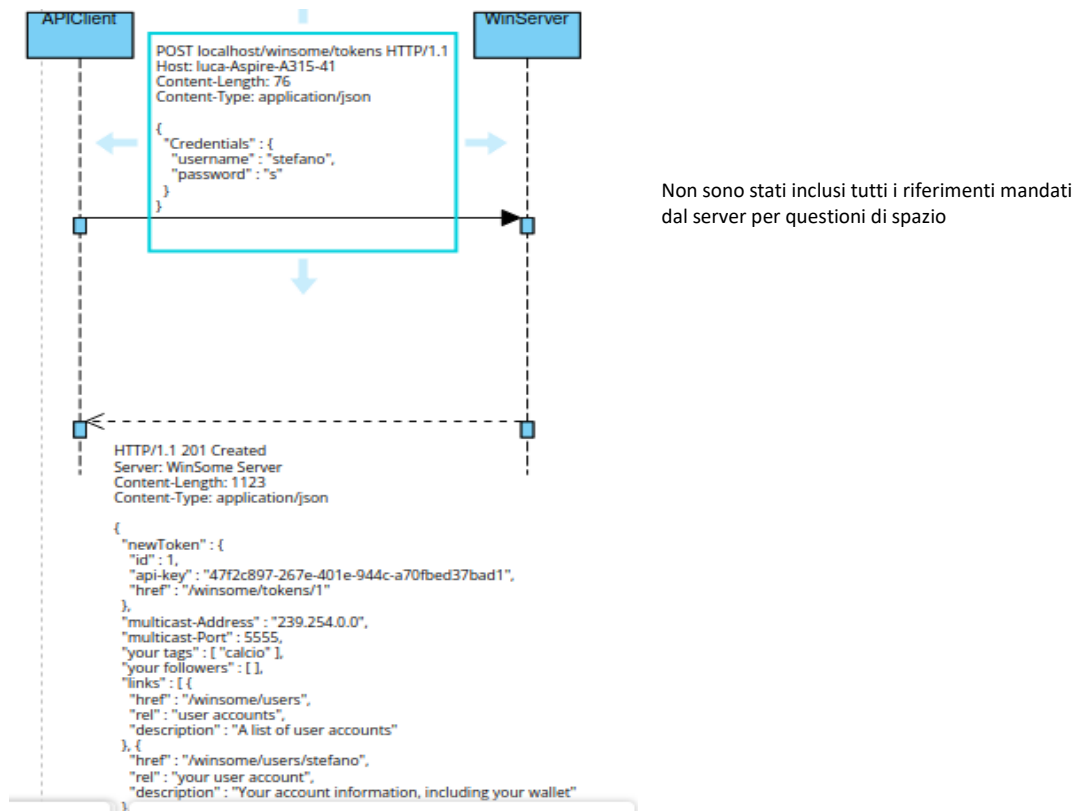 APIClient
WinServer
POST localhost/winsome/tokens HTTP/1.1
Host: luca-Aspire-A315-41
Content-Length: 76
Content-Type: application/json
{
"Credentials" : {
"username" : "stefano",
"password" : "s"
}
}
Non sono stati inclusi tutti i riferimenti mandati
dal server per questioni di spazio
HTTP/1.1 201 Created
Server: WinSome Server
Content-Length: 1123
Content-Type: application/json
{
"newToken" : {
"id" : 1,
"api-key" : "47f2c897-267e-401e-944c-a70fbed37bad1",
"href" : "/winsome/tokens/1"
},
"multicast-Address" : "239.254.0.0",
"multicast-Port" : 5555,
"your tags" : [ "calcio" ],
"your followers" : [ ],
"links" : [ {
"href" : "/winsome/users",
"rel" : "user accounts",
"description" : "A list of user accounts"
}, {
"href" : "/winsome/users/stefano",
"rel" : "your user account",
"description" : "Your account information, including your wallet"
}